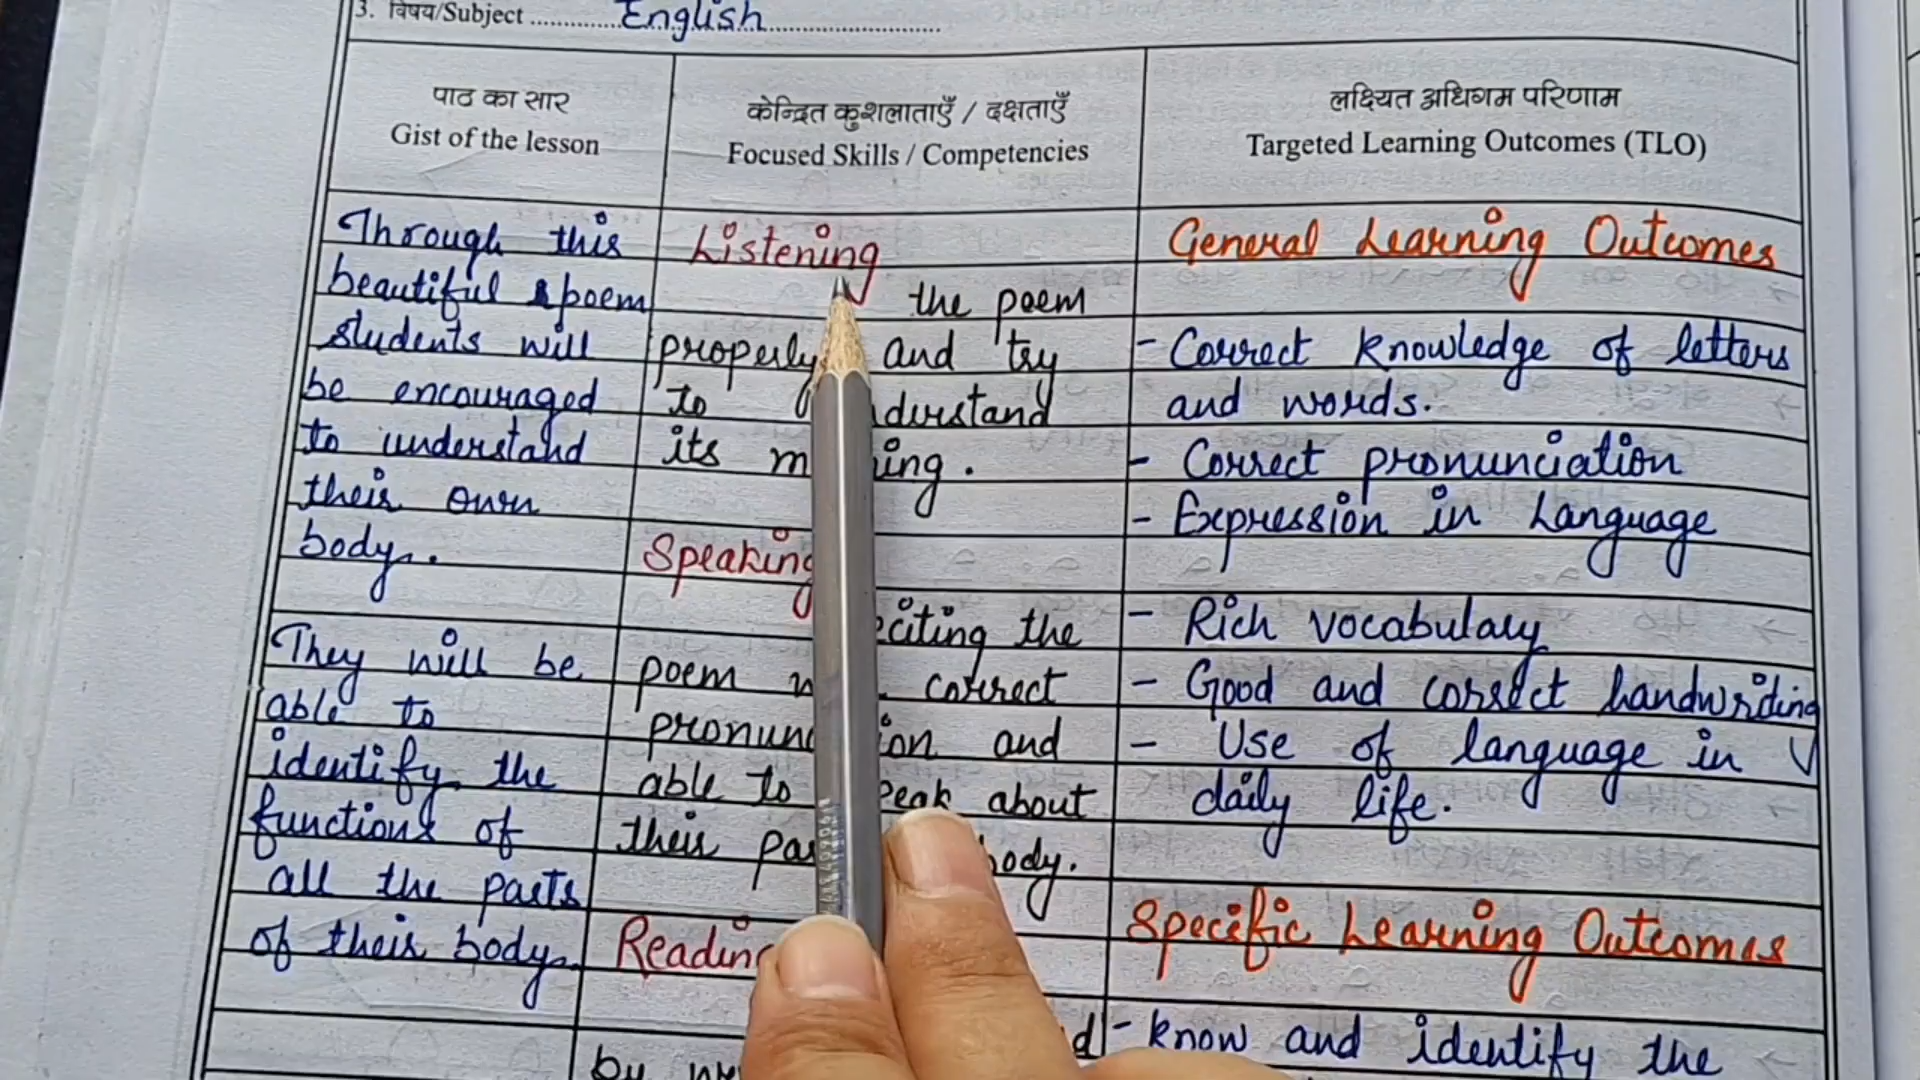 3. विषय/Subject ............English..............................
पाठ का सार
Gist of the lesson
केन्द्रित कुशलाताएँ / दक्षताएँ
Focused Skills / Competencies
लक्ष्यित अधिगम परिणाम
Targeted Learning Outcomes (TLO)
Through this
beautiful poem
students will
be encouraged
to understand
their own
body.
They will be
able to
identify the
functions of
all the parts
of their body.
Listening
the poem
properly and try
to
its
Speaking
the
poem correct
and
able to about
their
Reading
by
General Learning Outcomes
- Correct knowledge of letters
and words.
- Correct pronunciation
- Expression in Language
- Rich vocabulary
- Good and correct handwriting
- Use of language in
daily life.
Specific Learning Outcomes
- know and identify the